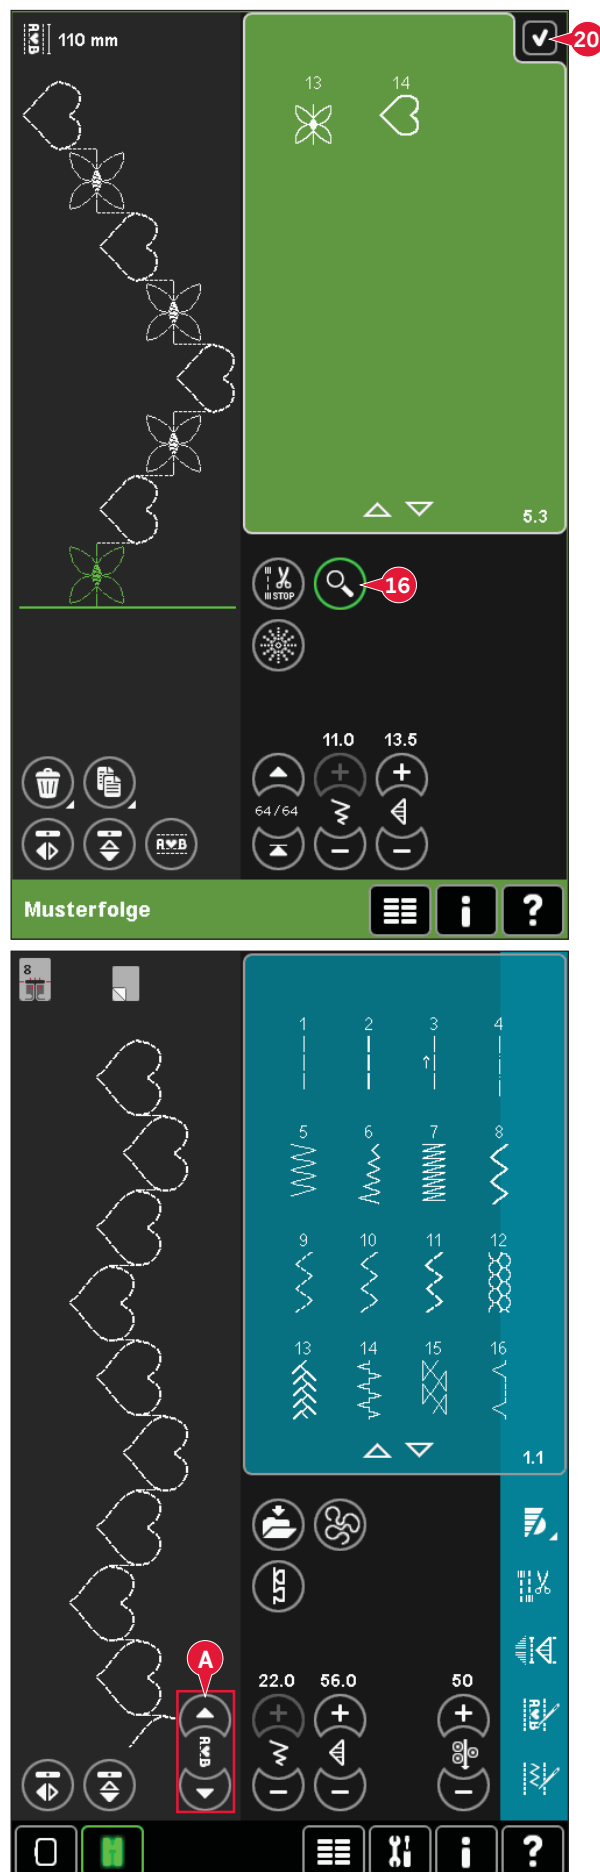 A♥B 110 mm
20
13 14
5.3
STOP
16
11.0 13.5
64/64
A♥B
Musterfolge
i ?
8
1 2 3 4
5 6 7 8
9 10 11 12
13 14 15 16
1.1
A
22.0 56.0 50
A♥B
A♥B
i ?